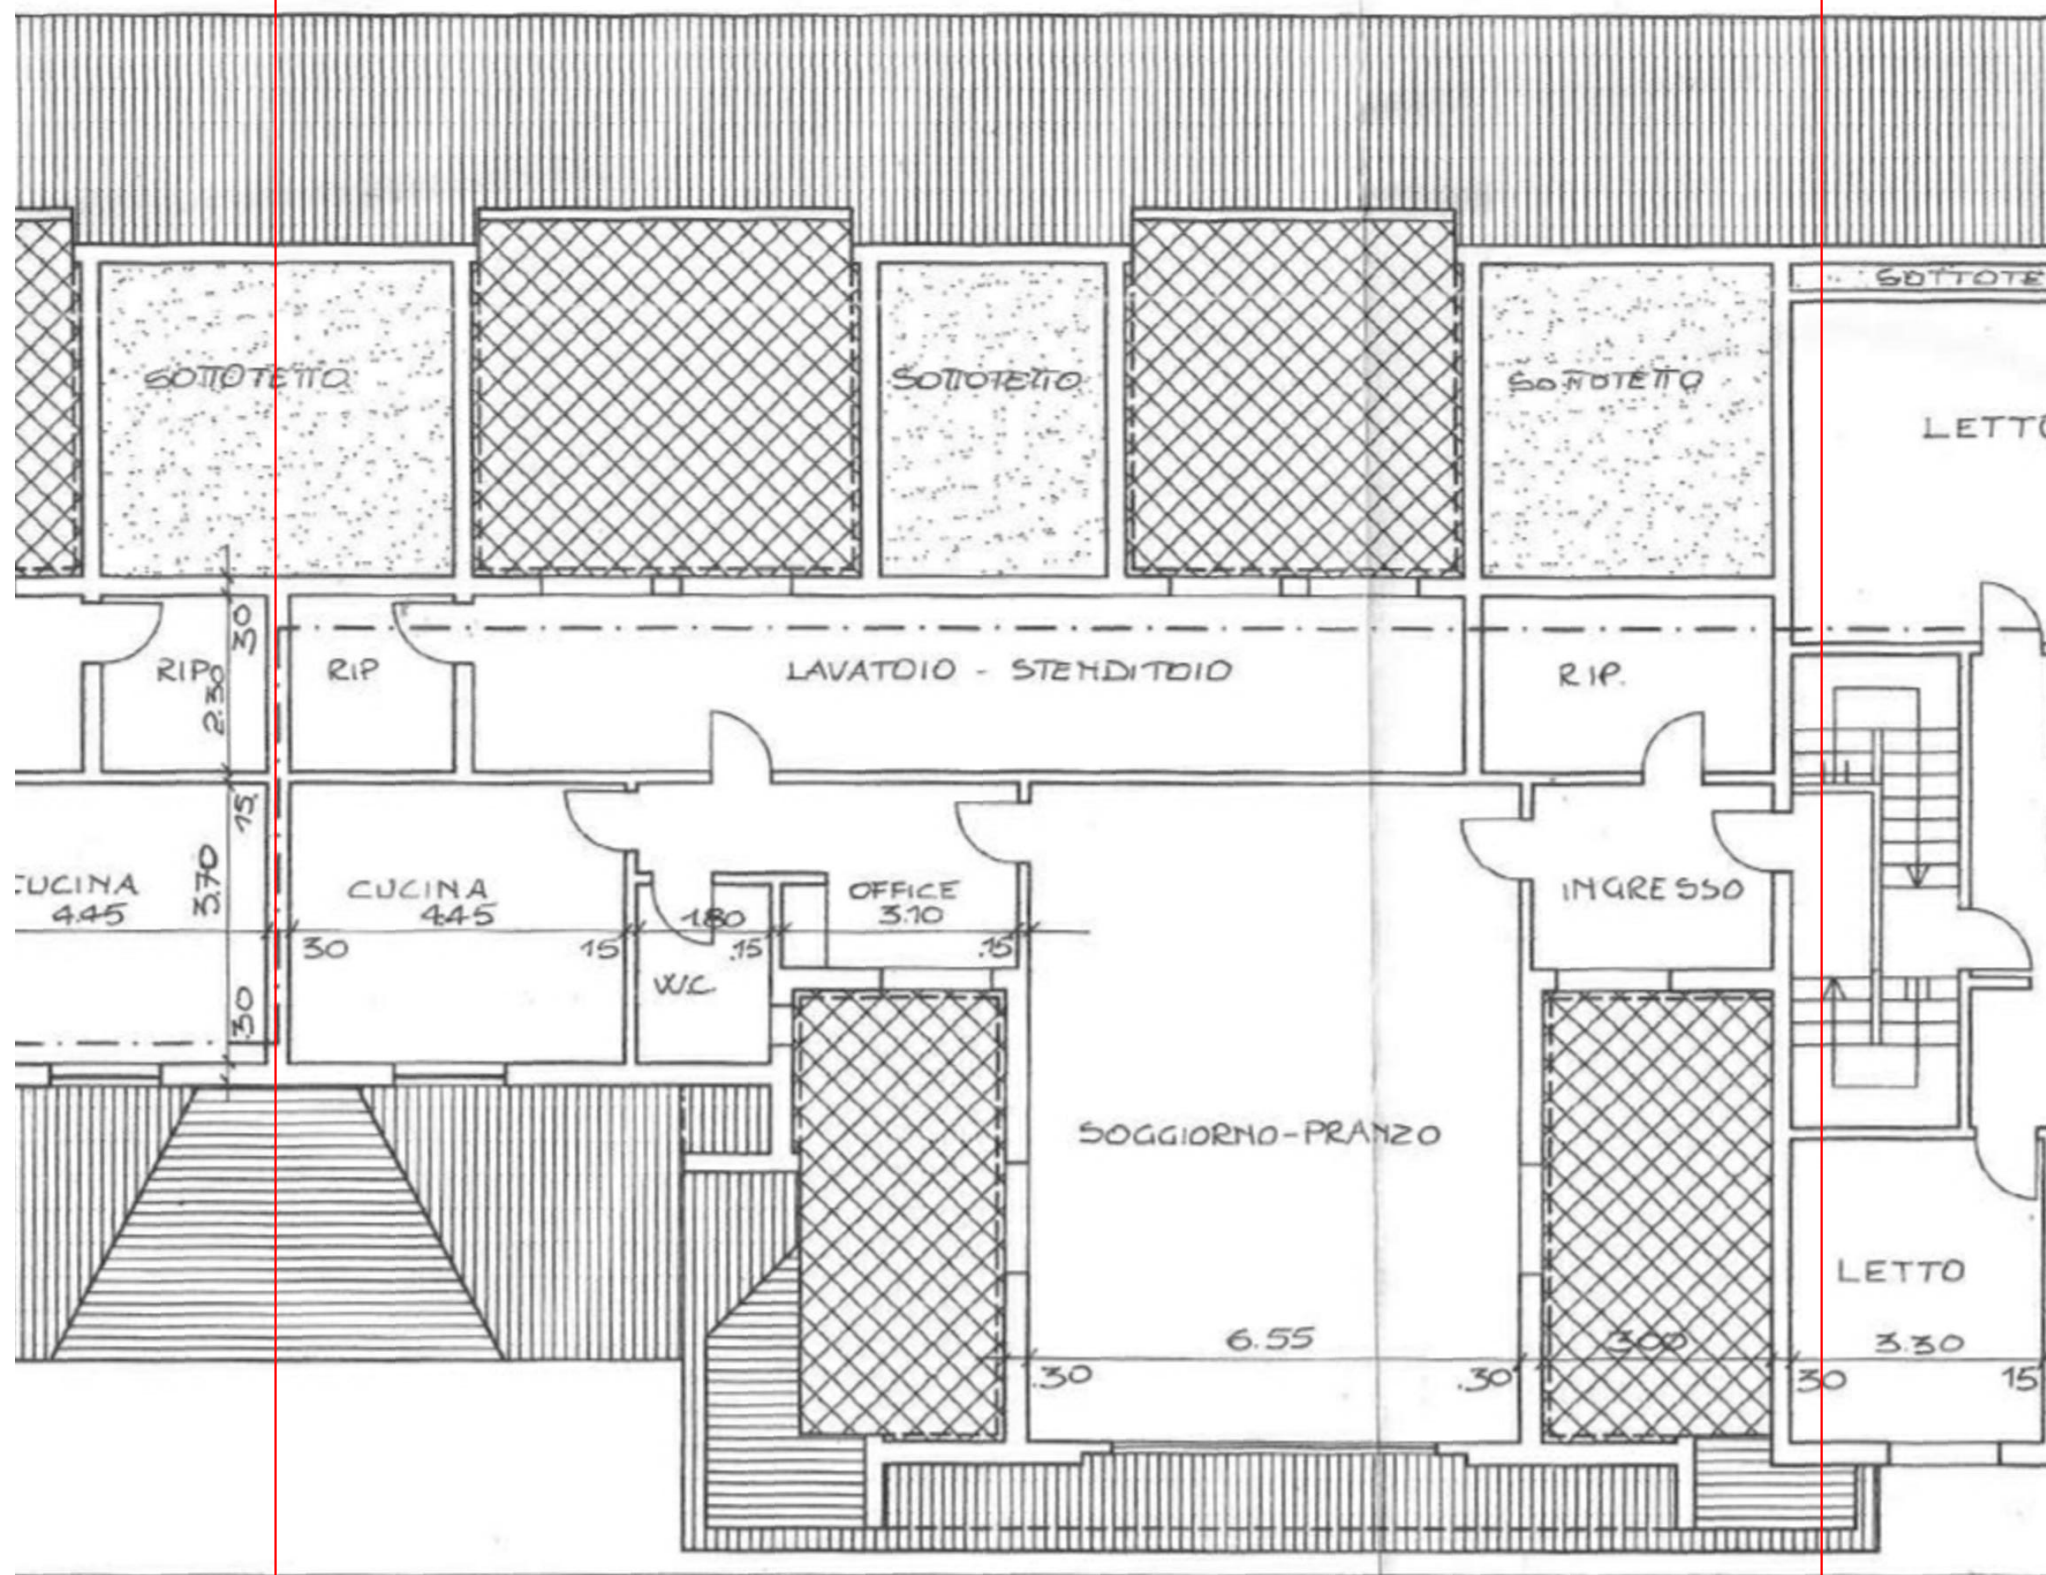 SOTTOTE
SOTTOTETTO
SOTTOTETTO
SOTTOTETTO
LETTO
30
RIP.
2.30
RIP
LAVATOIO - STENDITOIO
RIP.
15
3.70
CUCINA
4.45
CUCINA
4.45
1.80
OFFICE
3.10
INGRESSO
30
15
.15
.15
W.C.
.30
SOGGIORNO-PRANZO
LETTO
6.55
3.00
3.30
.30
.30
30
15